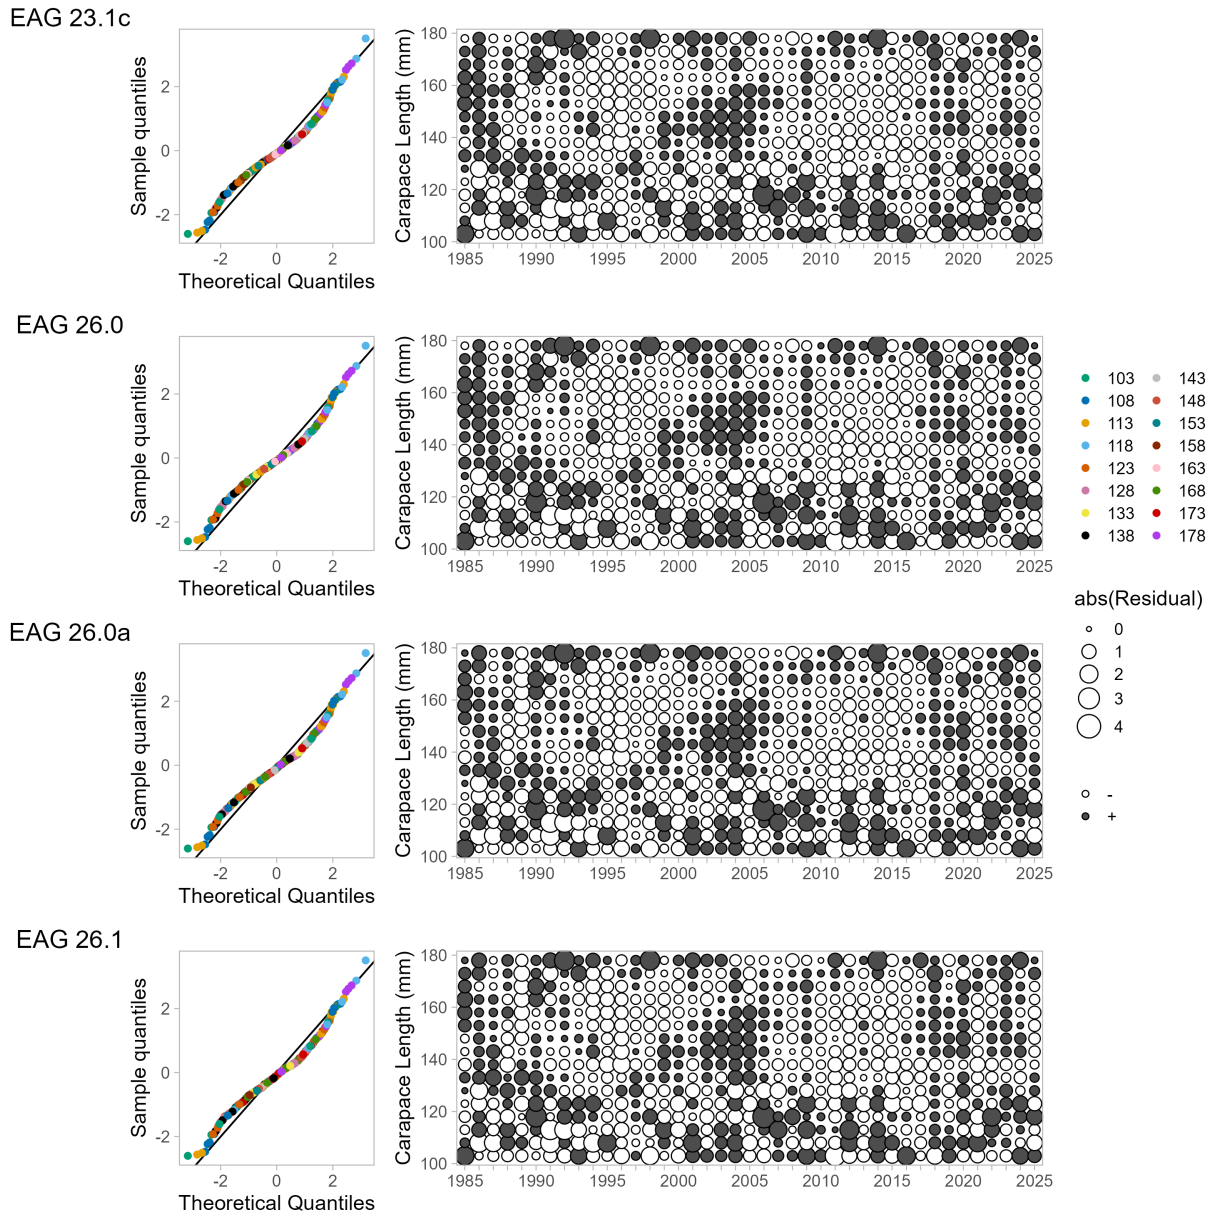 EAG 23.1c
Sample quantiles
2
0
-2
-2 0 2
Theoretical Quantiles
Carapace Length (mm)
180
160
140
120
100
1985 1990 1995 2000 2005 2010 2015 2020 2025
EAG 26.0
Sample quantiles
2
0
-2
-2 0 2
Theoretical Quantiles
Carapace Length (mm)
180
160
140
120
100
1985 1990 1995 2000 2005 2010 2015 2020 2025
EAG 26.0a
Sample quantiles
2
0
-2
-2 0 2
Theoretical Quantiles
Carapace Length (mm)
180
160
140
120
100
1985 1990 1995 2000 2005 2010 2015 2020 2025
EAG 26.1
Sample quantiles
2
0
-2
-2 0 2
Theoretical Quantiles
Carapace Length (mm)
180
160
140
120
100
1985 1990 1995 2000 2005 2010 2015 2020 2025
103 143
108 148
113 153
118 158
123 163
128 168
133 173
138 178
abs(Residual)
0
1
2
3
4
-
+